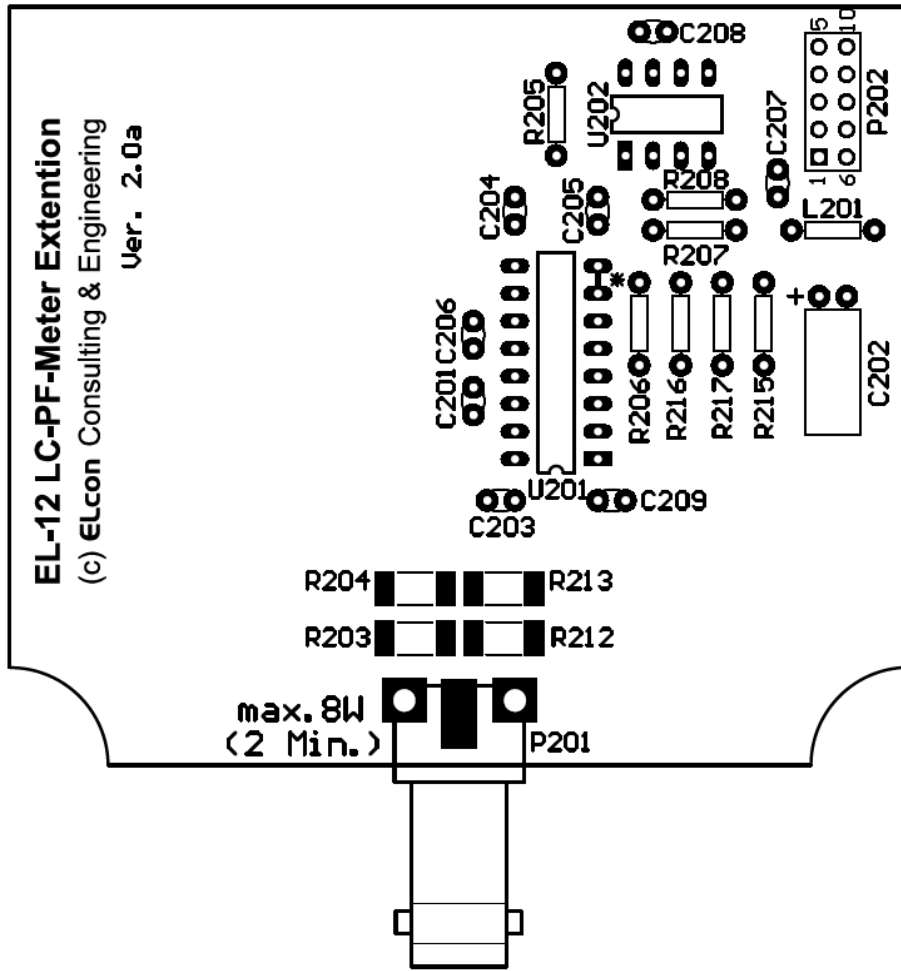 EL-12 LC-PF-Meter Extention
(c) ELcon Consulting & Engineering
Ver. 2.0a
C208
5
10
R205
U202
P202
C207
1
6
R208
C204
C205
L201
R207
*
+
C206
C201
R206
R216
R217
R215
C202
U201
C203
C209
R204
R213
R203
R212
max.8W
(2 Min.)
P201